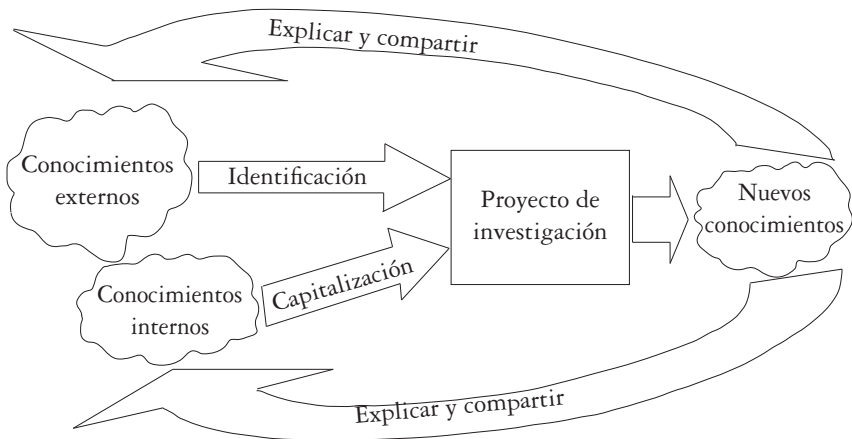 Explicar y compartir
Conocimientos
externos
Identificación
Proyecto de
investigación
Nuevos
conocimientos
Conocimientos
internos
Capitalización
Explicar y compartir